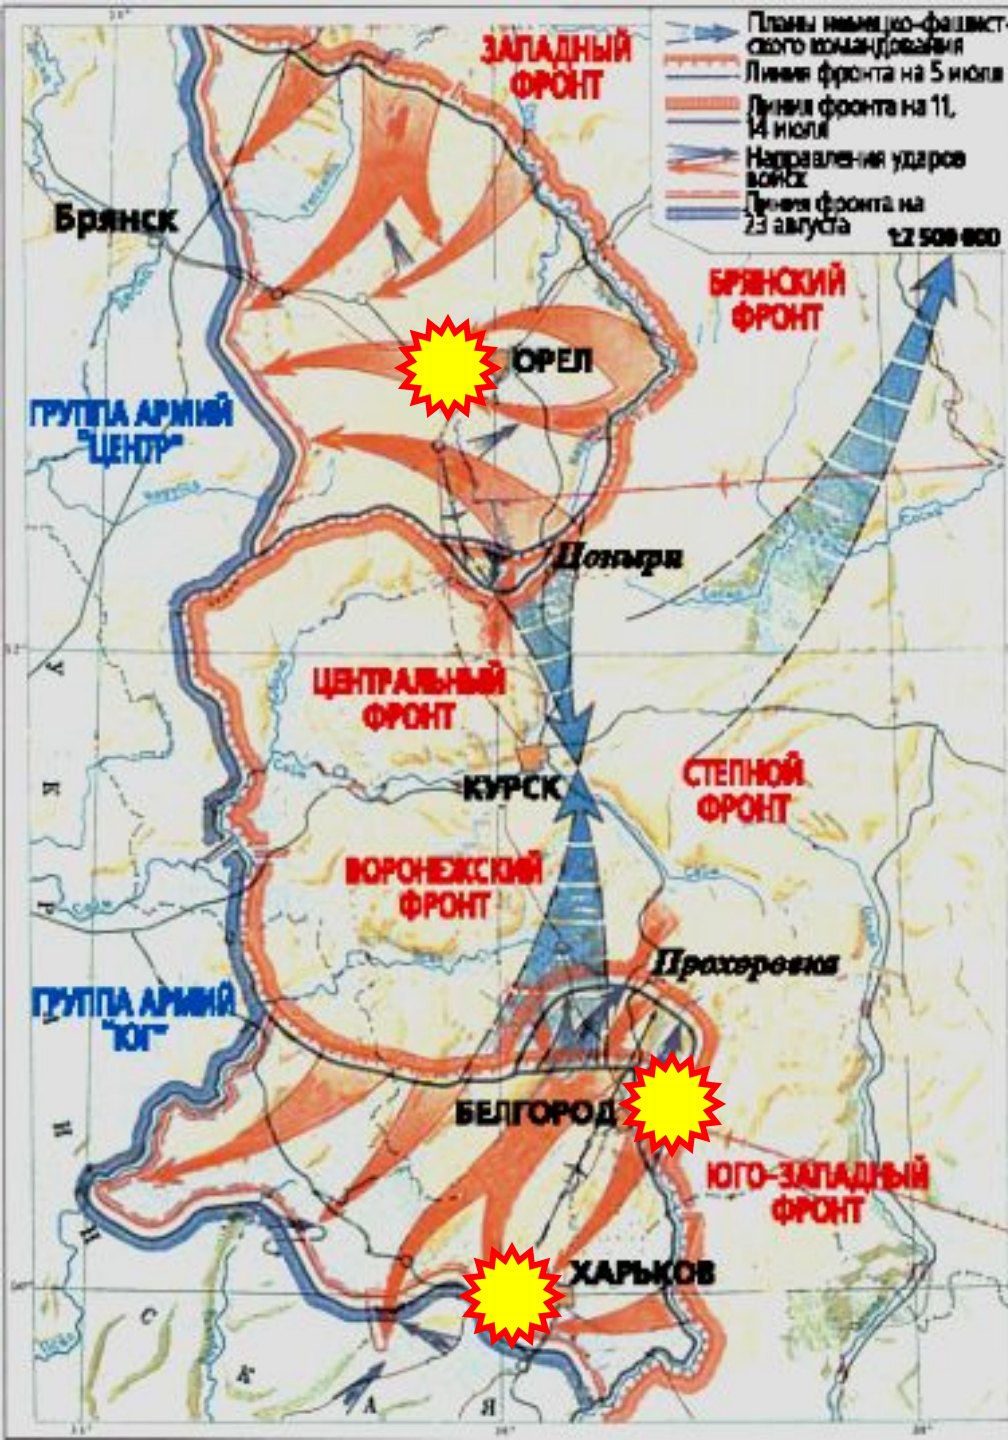 Планы немецко-фашист-
ского командования
Линия фронта на 5 июля
Линия фронта на 11,
14 июля
Направления ударов
войск
Линия фронта на
23 августа
1:2 500 000
ЗАПАДНЫЙ
ФРОНТ
Брянск
БРЯНСКИЙ
ФРОНТ
ОРЕЛ
ГРУППА АРМИЙ
"ЦЕНТР"
Поныри
ЦЕНТРАЛЬНЫЙ
ФРОНТ
КУРСК
СТЕПНОЙ
ФРОНТ
ВОРОНЕЖСКИЙ
ФРОНТ
Прохоровка
ГРУППА АРМИЙ
"ЮГ"
БЕЛГОРОД
ЮГО-ЗАПАДНЫЙ
ФРОНТ
ХАРЬКОВ
У
К
Р
А
И
Н
С
К
А
Я